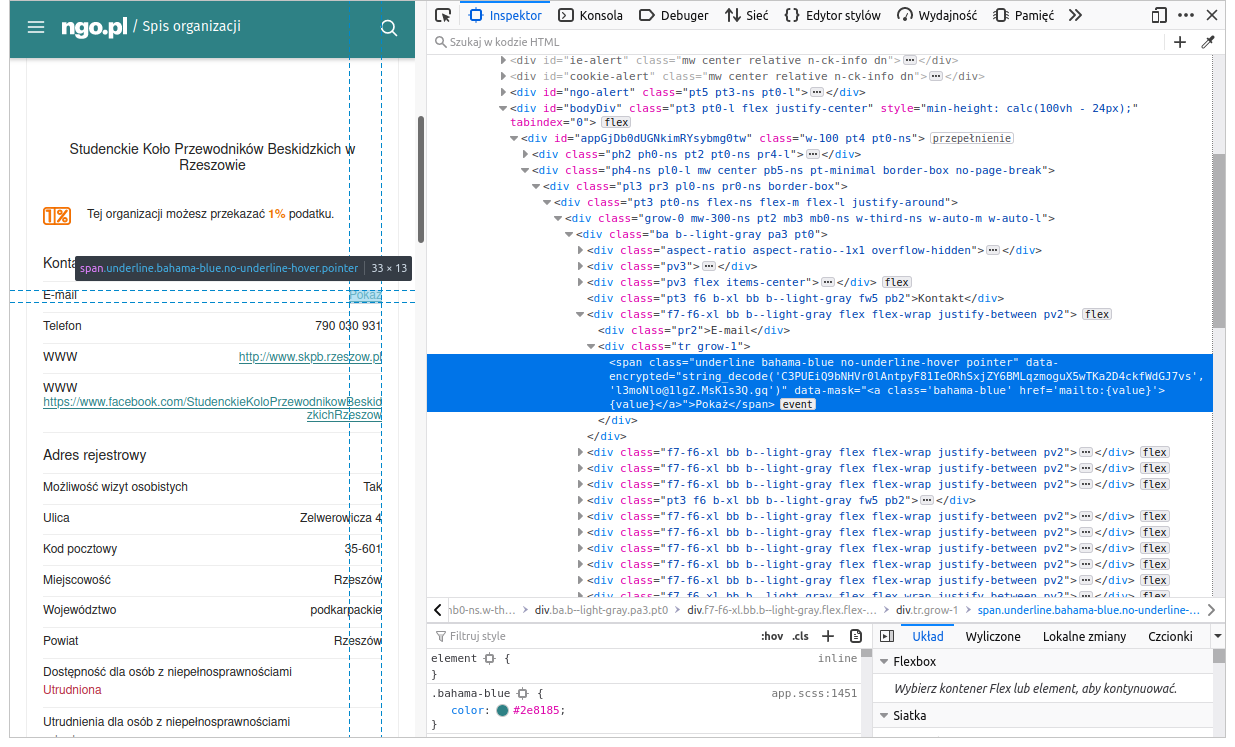 ngo.pl / Spis organizacji
Studenckie Koło Przewodników Beskidzkich w
Rzeszowie
1%
Tej organizacji możesz przekazać 1% podatku.
span.underline.bahama-blue.no-underline-hover.pointer | 33 × 13
E-mail Pokaż
Telefon 790 030 931
WWW http://www.skpb.rzeszow.pl
WWW
https://www.facebook.com/StudenckieKoloPrzewodnikowBeskid
zkichRzeszow
Adres rejestrowy
Możliwość wizyt osobistych Tak
Ulica Zelwerowicza 4
Kod pocztowy 35-601
Miejscowość Rzeszów
Województwo podkarpackie
Powiat Rzeszów
Dostępność dla osób z niepełnosprawnościami
Utrudniona
Utrudnienia dla osób z niepełnosprawnościami
Inspektor Konsola Debuger Sieć Edytor stylów Wydajność Pamięć
Szukaj w kodzie HTML
<div id="ie-alert" class="mw center relative n-ck-info dn"></div>
<div id="cookie-alert" class="mw center relative n-ck-info dn"></div>
<div id="ngo-alert" class="pt5 pt3-ns pt0-l"></div>
<div id="bodyDiv" class="pt3 pt0-l flex justify-center" style="min-height: calc(100vh - 24px);"
tabindex="0"> flex
<div id="appGjDb0dUGNkimRYsybmg0tw" class="w-100 pt4 pt0-ns"> przepełnienie
<div class="ph2 ph0-ns pt2 pt0-ns pr4-l"></div>
<div class="ph4-ns pl0-l mw center pb5-ns pt-minimal border-box no-page-break">
<div class="pl3 pr3 pl0-ns pr0-ns border-box">
<div class="pt3 pt0-ns flex-ns flex-m flex-l justify-around">
<div class="grow-0 mw-300-ns pt2 mb3 mb0-ns w-third-ns w-auto-m w-auto-l">
<div class="ba b--light-gray pa3 pt0">
<div class="aspect-ratio aspect-ratio--1x1 overflow-hidden"></div>
<div class="pv3"></div>
<div class="pv3 flex items-center"></div> flex
<div class="pt3 f6 b-xl bb b--light-gray fw5 pb2">Kontakt</div>
<div class="f7-f6-xl bb b--light-gray flex flex-wrap justify-between pv2"> flex
<div class="pr2">E-mail</div>
<div class="tr grow-1">
<span class="underline bahama-blue no-underline-hover pointer" data-
encrypted="string_decode('C3PUEiQ9bNHVr0lAntpyF81IeORhSxjZY6BMLqzmoguX5wTKa2D4ckfWdGJ7vs',
'l3moNlo@1lgZ.MsK1s3Q.gq')" data-mask="<a class='bahama-blue' href='mailto:{value}'>
{value}</a>">Pokaż</span> event
</div>
</div>
<div class="f7-f6-xl bb b--light-gray flex flex-wrap justify-between pv2"></div> flex
<div class="f7-f6-xl bb b--light-gray flex flex-wrap justify-between pv2"></div> flex
<div class="f7-f6-xl bb b--light-gray flex flex-wrap justify-between pv2"></div> flex
<div class="pt3 f6 b-xl bb b--light-gray fw5 pb2"></div>
<div class="f7-f6-xl bb b--light-gray flex flex-wrap justify-between pv2"></div> flex
<div class="f7-f6-xl bb b--light-gray flex flex-wrap justify-between pv2"></div> flex
<div class="f7-f6-xl bb b--light-gray flex flex-wrap justify-between pv2"></div> flex
<div class="f7-f6-xl bb b--light-gray flex flex-wrap justify-between pv2"></div> flex
<div class="f7-f6-xl bb b--light-gray flex flex-wrap justify-between pv2"></div> flex
<div class="f7-f6-xl bb b--light-gray flex flex-wrap justify-between pv2"></div> flex
nb0-ns.w-th… > div.ba.b--light-gray.pa3.pt0 > div.f7-f6-xl.bb.b--light-gray.flex.flex-… > div.tr.grow-1 > span.underline.bahama-blue.no-underline-…
Filtruj style :hov .cls
element {
inline
}
.bahama-blue {
app.scss:1451
color: #2e8185;
}
Układ Wyliczone Lokalne zmiany Czcionki
Flexbox
Wybierz kontener Flex lub element, aby kontynuować.
Siatka